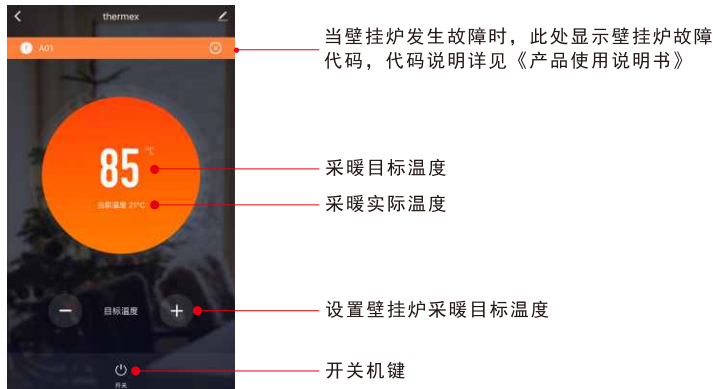 thermex
A01
当壁挂炉发生故障时，此处显示壁挂炉故障
代码，代码说明详见《产品使用说明书》
85℃
采暖目标温度
当前温度 21°C
采暖实际温度
目标温度
设置壁挂炉采暖目标温度
开关机键
开关